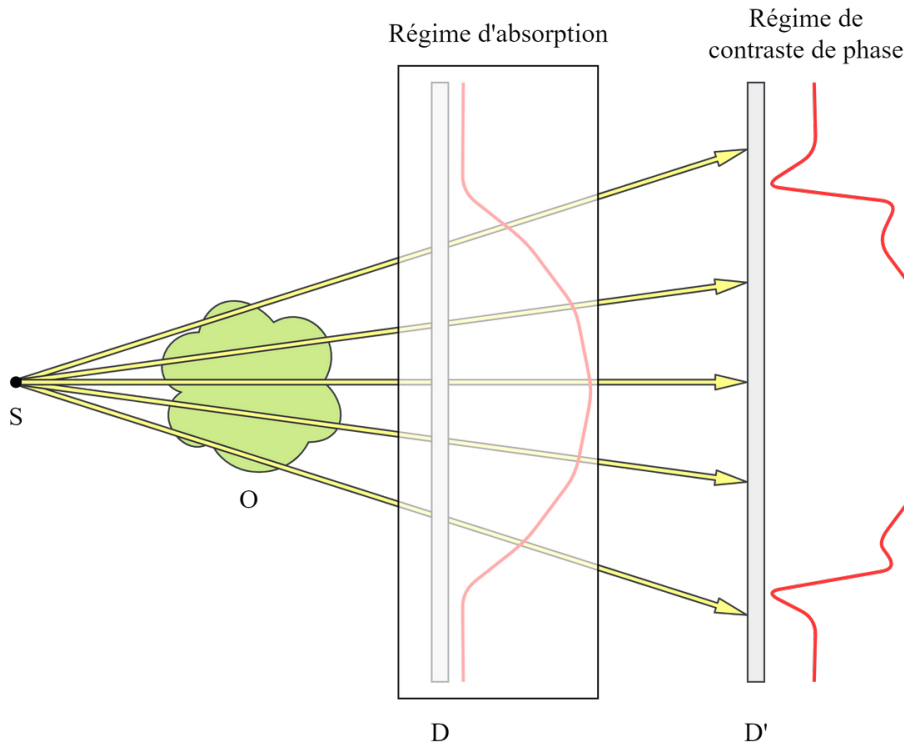 Régime d'absorption
Régime de
contraste de phase
S
O
D
D'